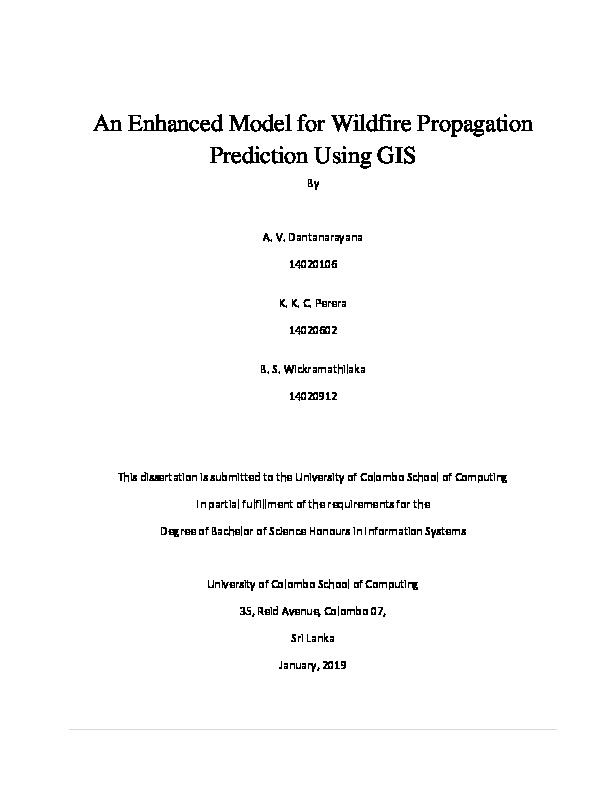 An Enhanced Model for Wildfire Propagation
Prediction Using GIS
By
A. V. Dantanarayana
14020106
K. K. C. Perera
14020602
B. S. Wickramathilaka
14020912
This dissertation is submitted to the University of Colombo School of Computing
In partial fulfillment of the requirements for the
Degree of Bachelor of Science Honours in Information Systems
University of Colombo School of Computing
35, Reid Avenue, Colombo 07,
Sri Lanka
January, 2019